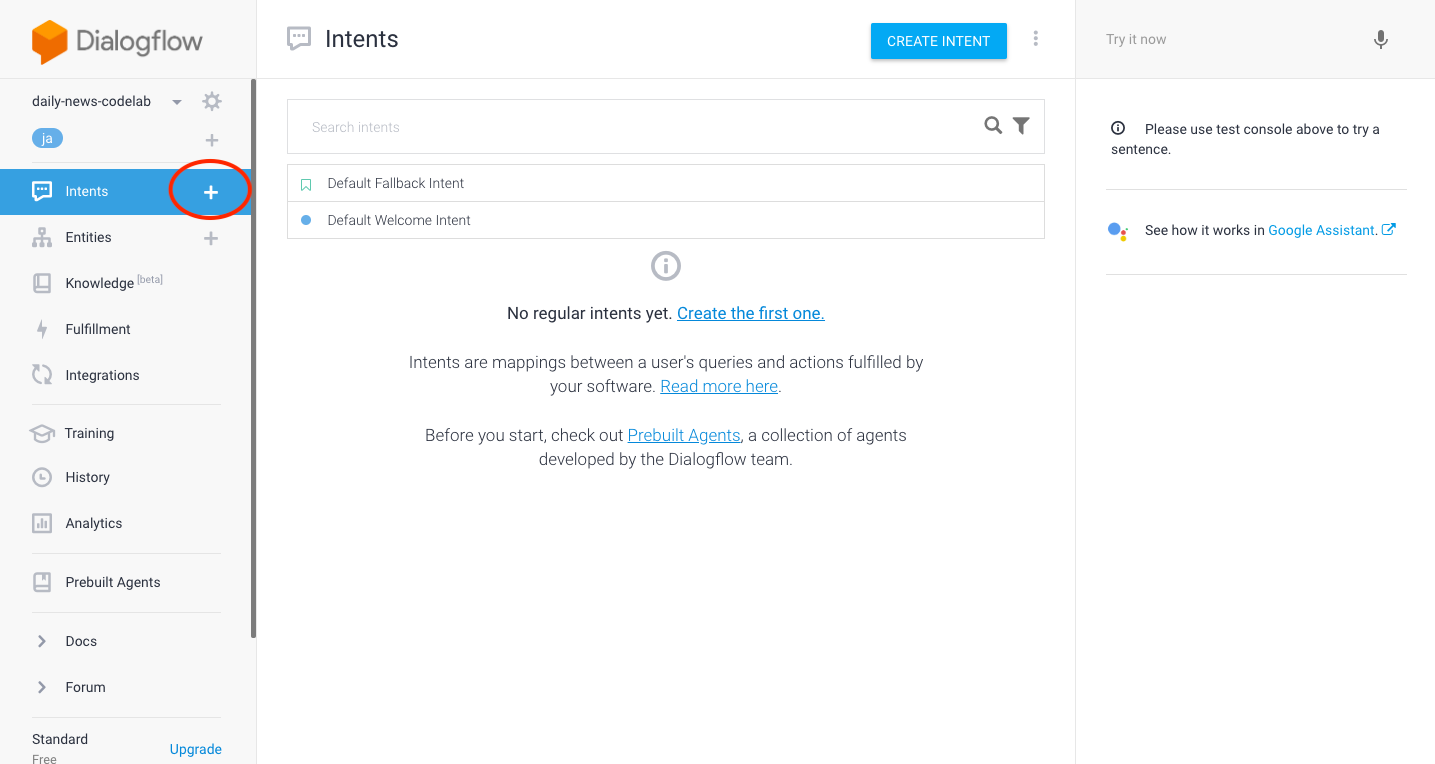 Dialogflow
daily-news-codelab
ja
Intents
Entities
Knowledge [beta]
Fulfillment
Integrations
Training
History
Analytics
Prebuilt Agents
Docs
Forum
Standard
Free
Upgrade
Intents
CREATE INTENT
Search intents
Default Fallback Intent
Default Welcome Intent
No regular intents yet. Create the first one.
Intents are mappings between a user's queries and actions fulfilled by
your software. Read more here.
Before you start, check out Prebuilt Agents, a collection of agents
developed by the Dialogflow team.
Try it now
Please use test console above to try a
sentence.
See how it works in Google Assistant.